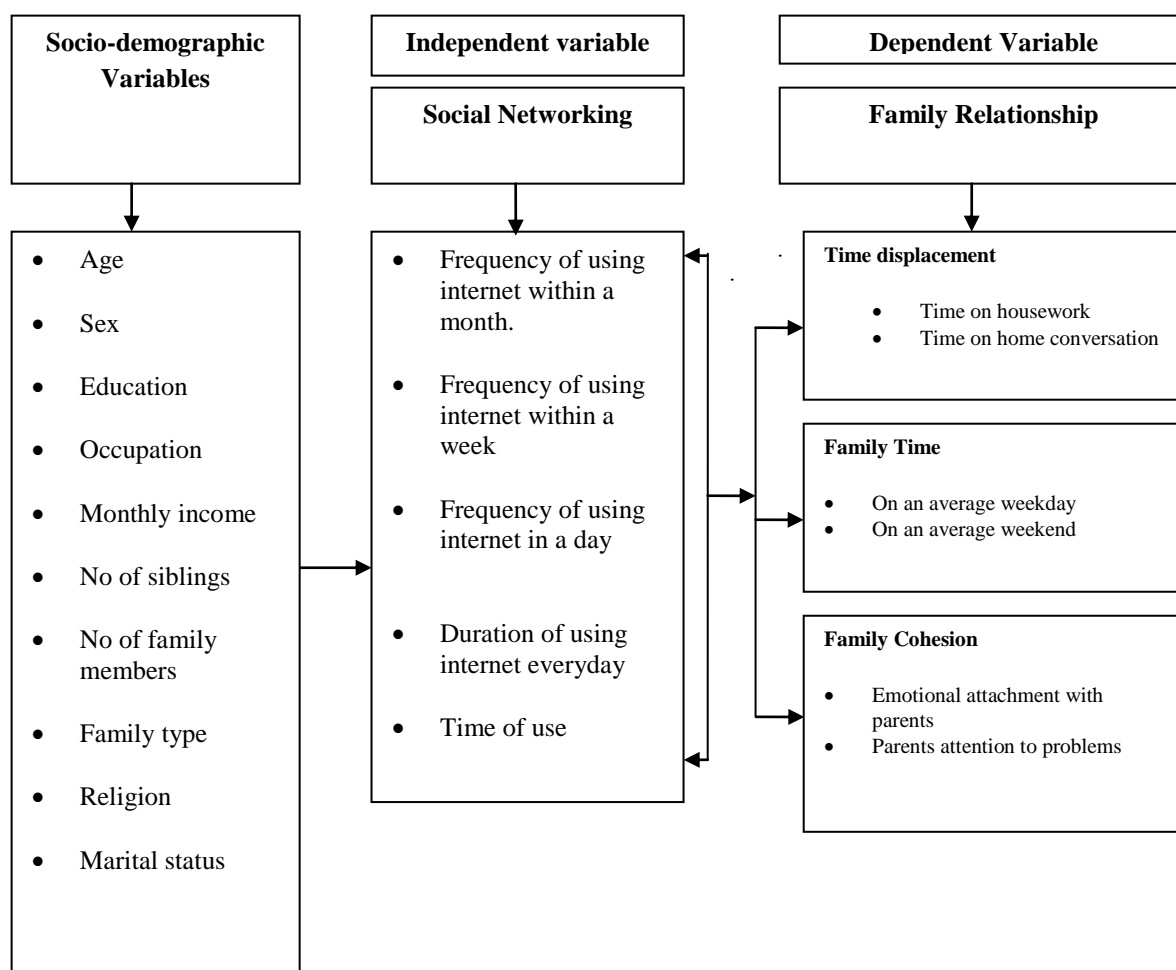 Socio-demographic
Variables
Independent variable
Social Networking
Dependent Variable
Family Relationship
• Age
• Sex
• Education
• Occupation
• Monthly income
• No of siblings
• No of family
members
• Family type
• Religion
• Marital status
• Frequency of using
internet within a
month.
• Frequency of using
internet within a
week
• Frequency of using
internet in a day
• Duration of using
internet everyday
• Time of use
Time displacement
• Time on housework
• Time on home conversation
Family Time
• On an average weekday
• On an average weekend
Family Cohesion
• Emotional attachment with
parents
• Parents attention to problems